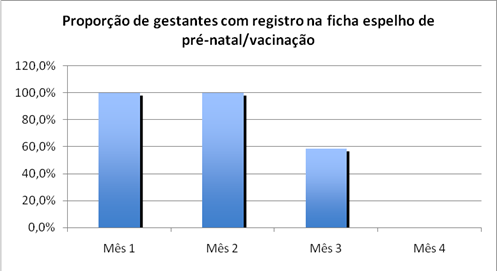 Proporção de gestantes com registro na ficha espelho de
pré-natal/vacinação
120,0%
100,0%
80,0%
60,0%
40,0%
20,0%
0,0%
Mês 1 Mês 2 Mês 3 Mês 4